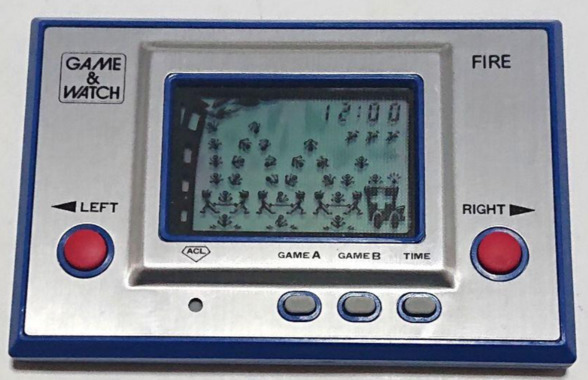 GAME
&
WATCH
FIRE
12:00
◀ LEFT
RIGHT ▶
ACL
GAME A
GAME B
TIME